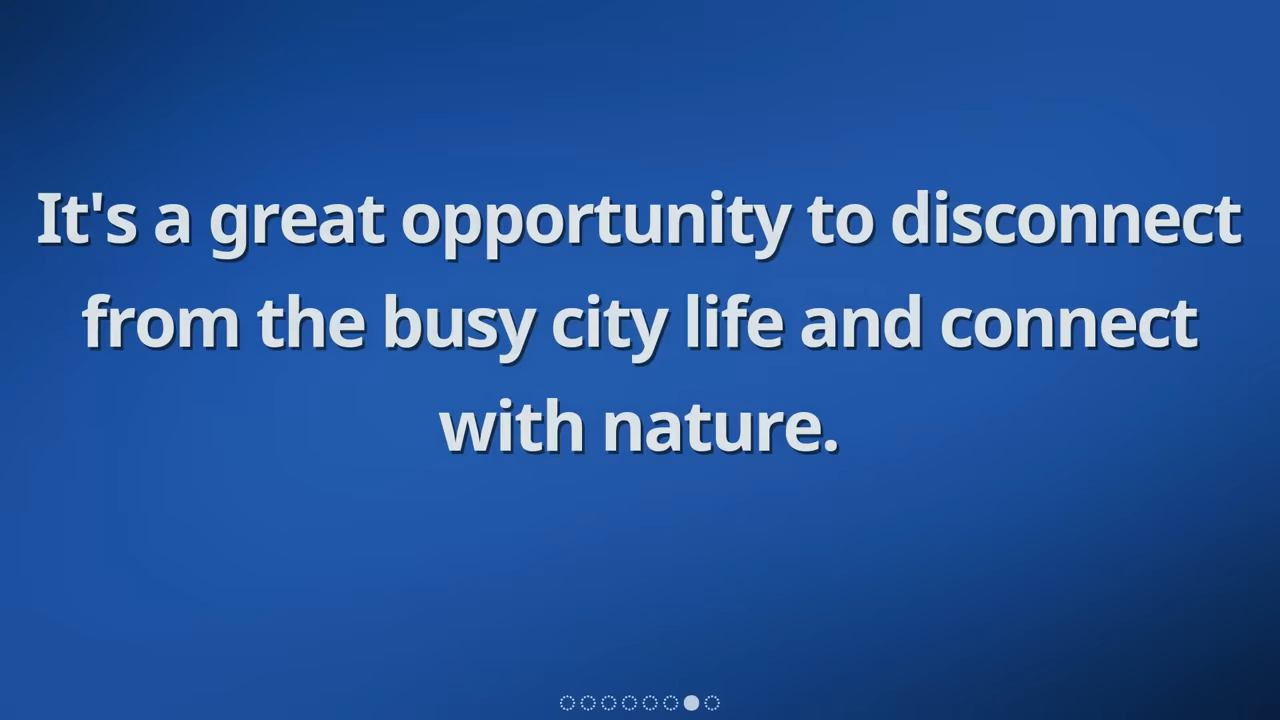 It's a great opportunity to disconnect
from the busy city life and connect
with nature.